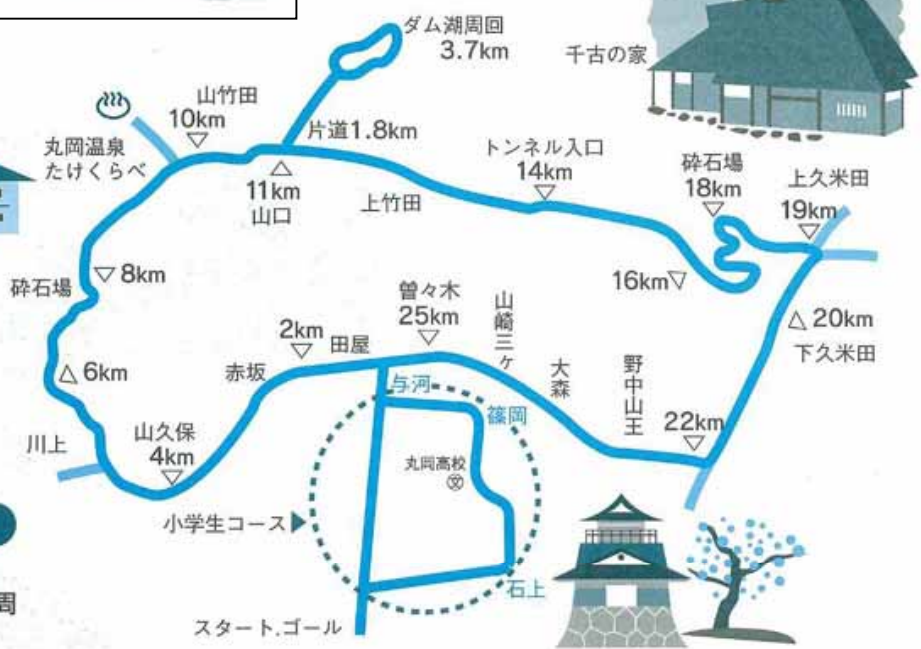 ダム湖周回
3.7km
千古の家
山竹田
10km
丸岡温泉
たけくらべ
片道1.8km
11km
山口
上竹田
トンネル入口
14km
砕石場
18km
上久米田
19km
16km
砕石場
8km
曽々木
25km
山崎三ヶ
20km
下久米田
2km
田屋
大森
野中山王
6km
赤坂
与河
篠岡
22km
川上
山久保
4km
丸岡高校
文
小学生コース
石上
周
スタート.ゴール